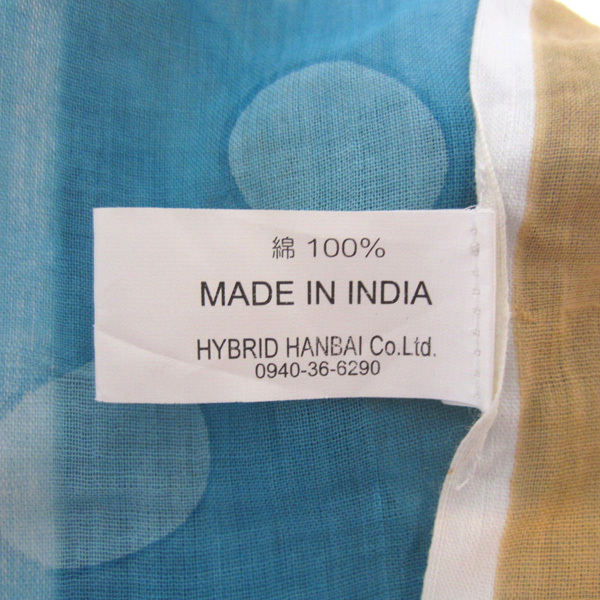 綿 100%
MADE IN INDIA
HYBRID HANBAI Co.Ltd.
0940-36-6290